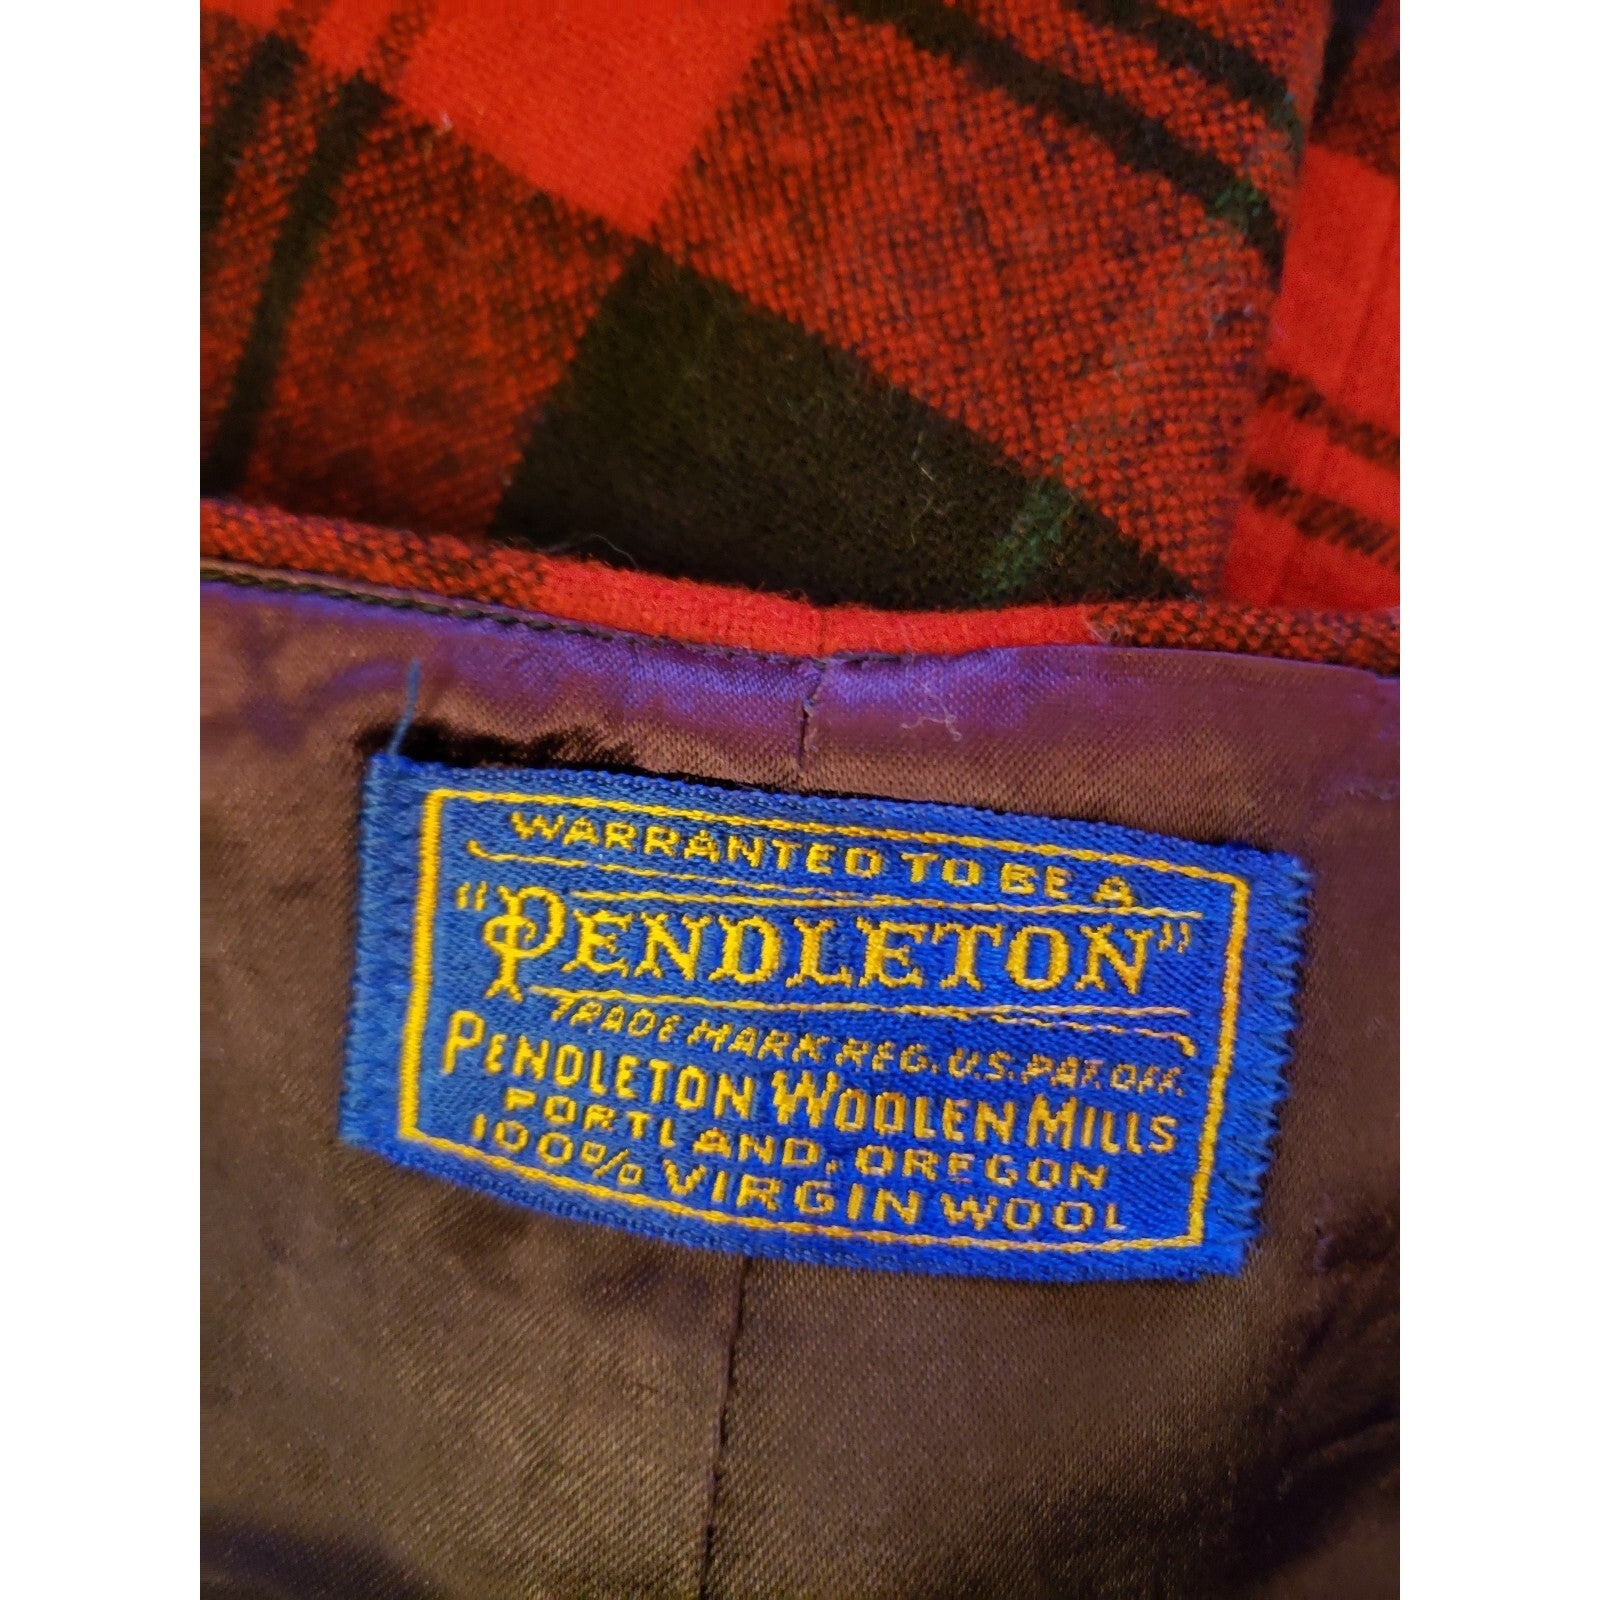 WARRANTED TO BE A
"PENDLETON"
TRADE MARK REG. U.S. PAT. OFF.
PENDLETON WOOLEN MILLS
PORTLAND, OREGON
100% VIRGIN WOOL